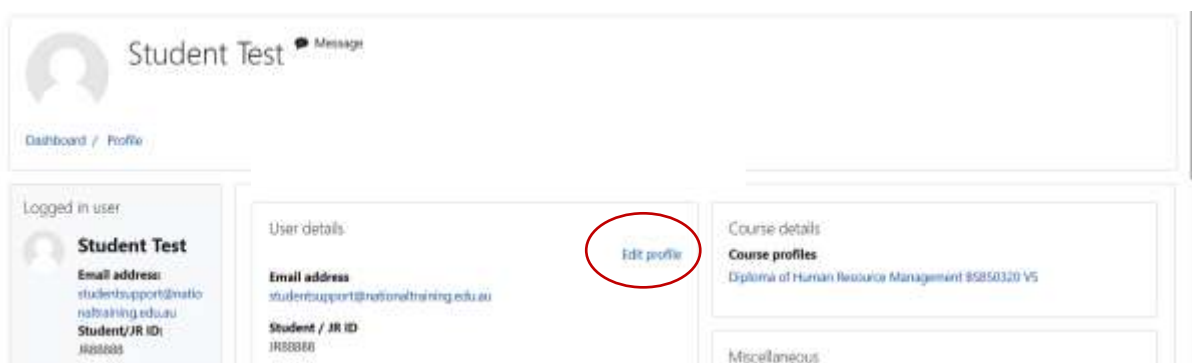 Student Test Message
Dashboard / Profile
Logged in user
Student Test
Email address:
studentsupport@natio
naltraining.edu.au
Student/JR ID:
JR88888
User details
Edit profile
Email address
studentsupport@nationaltraining.edu.au
Student / JR ID
JR88888
Course details
Course profiles
Diploma of Human Resource Management BSB50320 V5
Miscellaneous